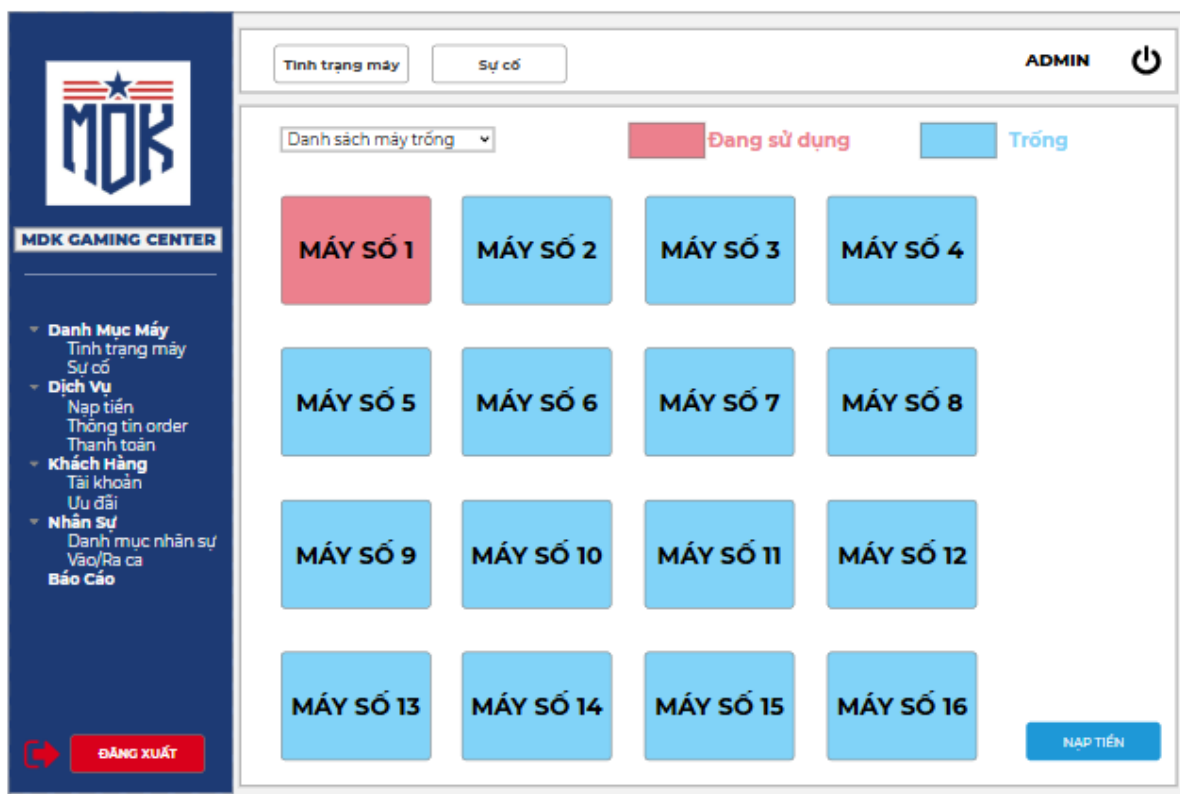 MDK
MDK GAMING CENTER
Danh Mục Máy
Tình trạng máy
Sự cố
Dịch Vụ
Nạp tiền
Thông tin order
Thanh toán
Khách Hàng
Tài khoản
Ưu đãi
Nhân Sự
Danh mục nhân sự
Vào/Ra ca
Báo Cáo
ĐĂNG XUẤT
Tình trạng máy
Sự cố
ADMIN
Danh sách máy trống
Đang sử dụng
Trống
MÁY SỐ 1
MÁY SỐ 2
MÁY SỐ 3
MÁY SỐ 4
MÁY SỐ 5
MÁY SỐ 6
MÁY SỐ 7
MÁY SỐ 8
MÁY SỐ 9
MÁY SỐ 10
MÁY SỐ 11
MÁY SỐ 12
MÁY SỐ 13
MÁY SỐ 14
MÁY SỐ 15
MÁY SỐ 16
NẠP TIỀN